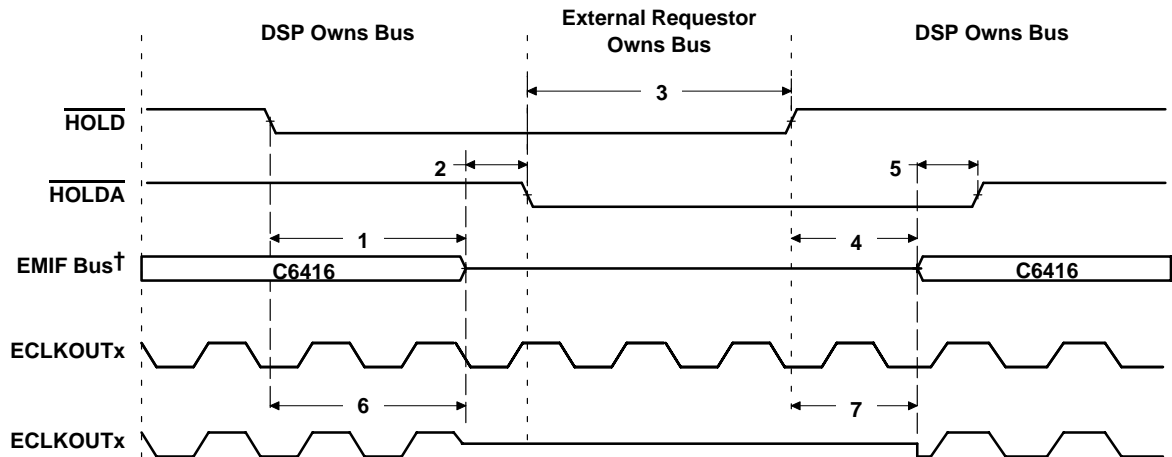 DSP Owns Bus
External Requestor
Owns Bus
DSP Owns Bus
3
HOLD
2
5
HOLDA
1
4
EMIF Bus†
C6416
C6416
ECLKOUTx
6
7
ECLKOUTx